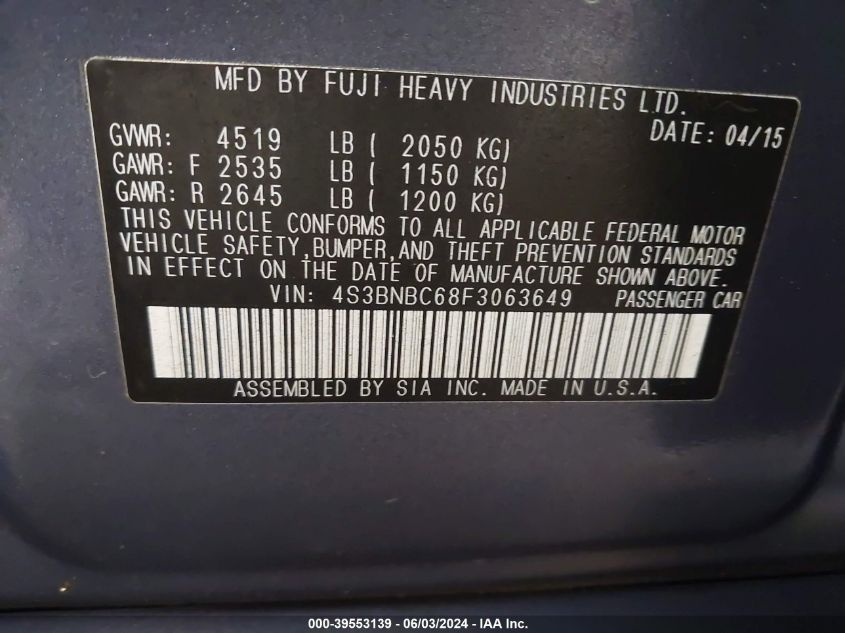 MFD BY FUJI HEAVY INDUSTRIES LTD.
DATE: 04/15
GVWR: 4519 LB ( 2050 KG)
GAWR: F 2535 LB ( 1150 KG)
GAWR: R 2645 LB ( 1200 KG)
THIS VEHICLE CONFORMS TO ALL APPLICABLE FEDERAL MOTOR
VEHICLE SAFETY, BUMPER, AND THEFT PREVENTION STANDARDS
IN EFFECT ON THE DATE OF MANUFACTURE SHOWN ABOVE.
VIN: 4S3BNBC68F3063649 PASSENGER CAR
ASSEMBLED BY SIA INC. MADE IN U.S.A.
000-39553139 - 06/03/2024 - IAA Inc.